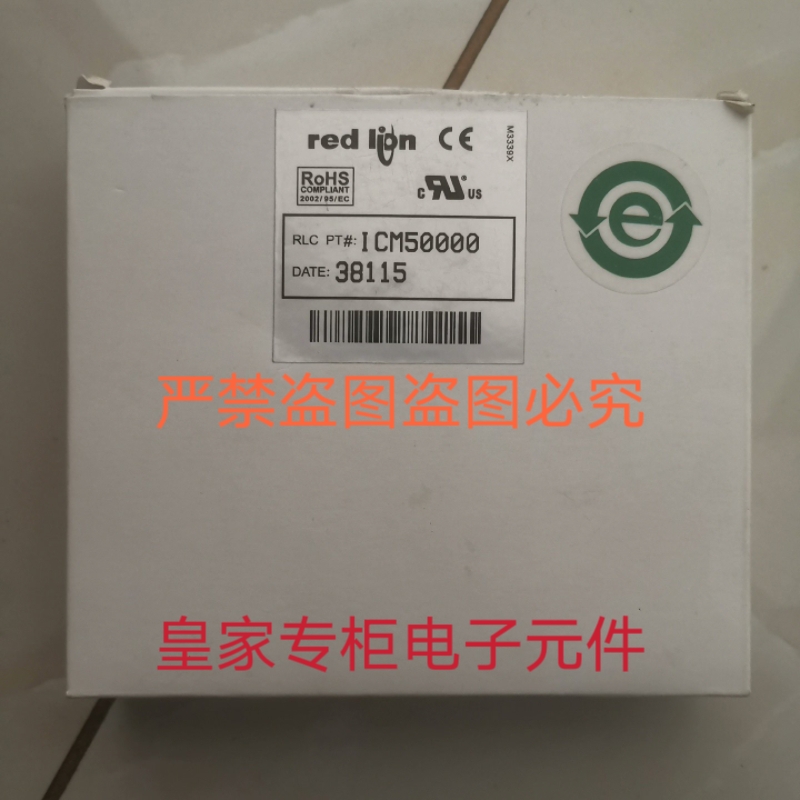 red lion CE
M3339X
RoHS
COMPLIANT
2002/95/EC
c RU ® US
e
RLC PT#: ICM50000
DATE: 38115
严禁盗图盗图必究
皇家专柜电子元件